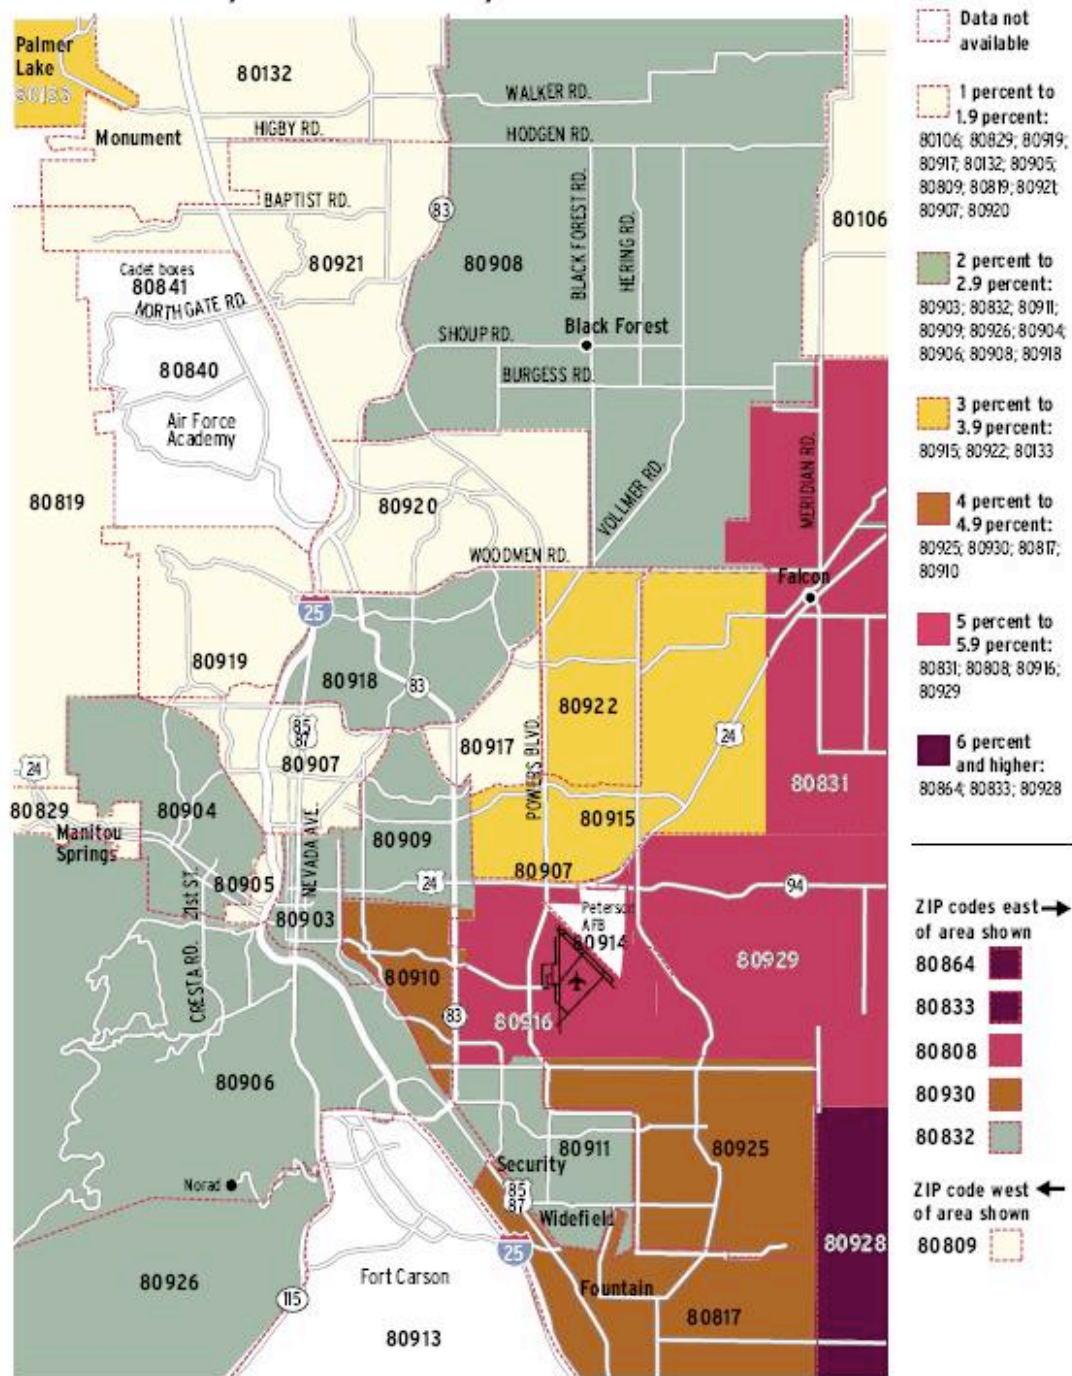 Palmer
Lake
80133
80132
WALKER RD.
Monument
HIGBY RD.
HODGEN RD.
BAPTIST RD.
83
BLACK FOREST RD.
HERING RD.
80106
80921
80908
Cadet boxes
80841
NORTHGATE RD.
SHOUP RD.
Black Forest
80840
BURGESS RD.
Air Force
Academy
MERIDIAN RD.
80819
80920
VOLLMER RD.
WOODMEN RD.
Falcon
25
80919
80918
83
80922
85
87
80917
POWERS BLVD.
24
24
80907
80831
80829
80904
Manitou
Springs
NEVADA AVE.
80909
80915
80907
21st ST.
80905
24
94
80903
Peterson
AFB
80914
CRESTA RD.
80910
80929
83
80916
80906
80911
80925
Security
Norad
85
87
Widefield
25
80928
80926
Fort Carson
Fountain
115
80913
80817
Data not
available
1 percent to
1.9 percent:
80106; 80829; 80919;
80917; 80132; 80905;
80809; 80819; 80921;
80907; 80920
2 percent to
2.9 percent:
80903; 80832; 80911;
80909; 80926; 80904;
80906; 80908; 80918
3 percent to
3.9 percent:
80915; 80922; 80133
4 percent to
4.9 percent:
80925; 80930; 80817;
80910
5 percent to
5.9 percent:
80831; 80808; 80916;
80929
6 percent
and higher:
80864; 80833; 80928
ZIP codes east
of area shown
80864
80833
80808
80930
80832
ZIP code west
of area shown
80809